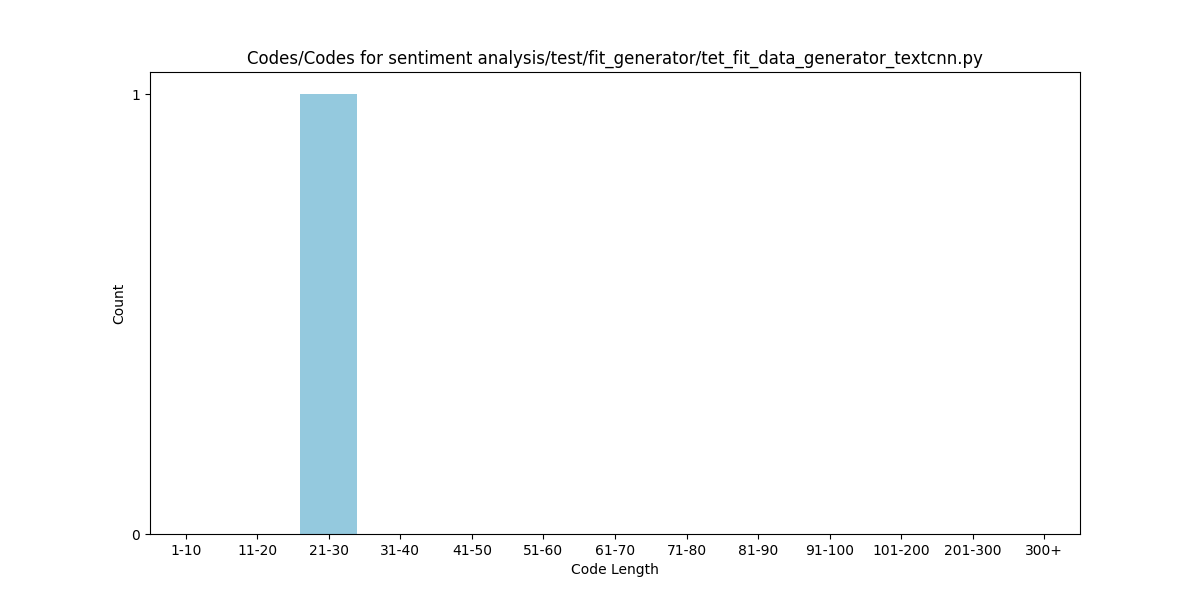 Codes/Codes for sentiment analysis/test/fit_generator/tet_fit_data_generator_textcnn.py
1
Count
0
1-10 11-20 21-30 31-40 41-50 51-60 61-70 71-80 81-90 91-100 101-200 201-300 300+
Code Length